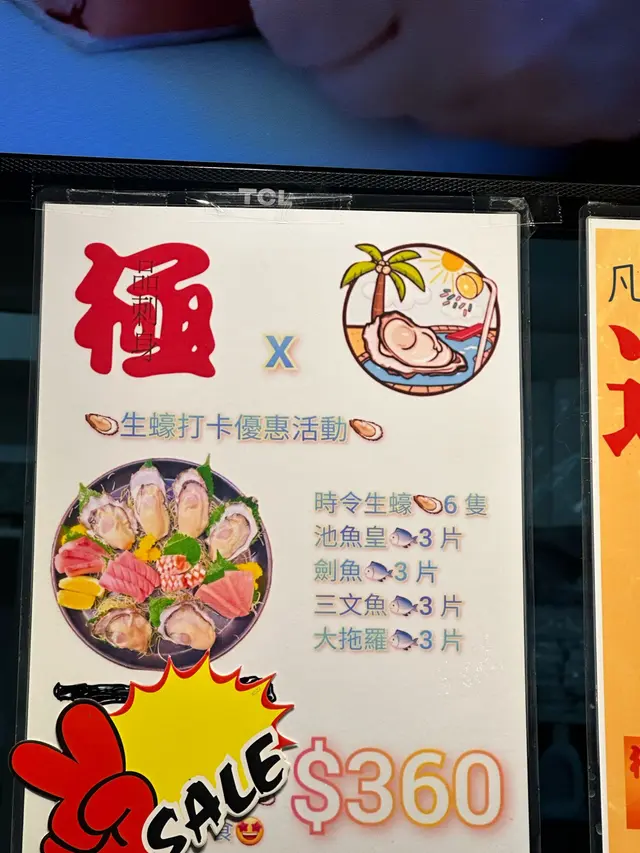 TCL
極
品刺身
X
生蠔打卡優惠活動
時令生蠔6隻
池魚皇3片
劍魚3片
三文魚3片
大拖羅3片
SALE
$360
食
凡